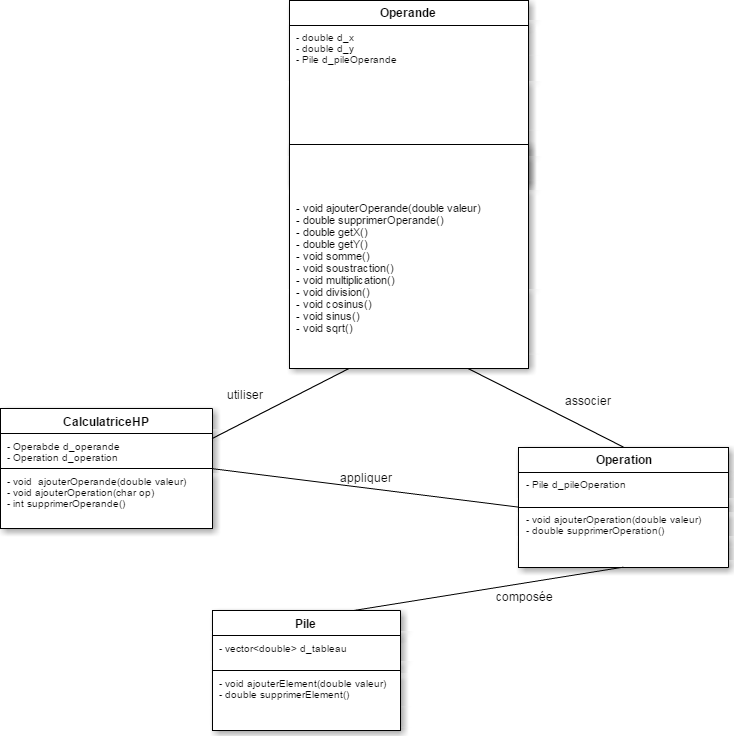 Operande
- double d_x
- double d_y
- Pile d_pileOperande
- void ajouterOperande(double valeur)
- double supprimerOperande()
- double getX()
- double getY()
- void somme()
- void soustraction()
- void multiplication()
- void division()
- void cosinus()
- void sinus()
- void sqrt()
utiliser
associer
CalculatriceHP
- Operabde d_operande
- Operation d_operation
- void  ajouterOperande(double valeur)
- void ajouterOperation(char op)
- int supprimerOperande()
appliquer
Operation
- Pile d_pileOperation
- void ajouterOperation(double valeur)
- double supprimerOperation()
composée
Pile
- vector<double> d_tableau
- void ajouterElement(double valeur)
- double supprimerElement()